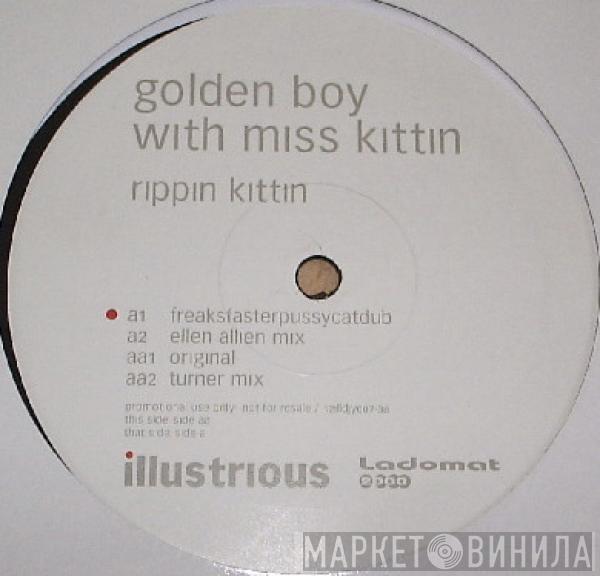 golden boy
with miss kittin
rippin kittin
a1 freaksfasterpussycatdub
a2 ellen allien mix
aa1 original
aa2 turner mix
promotional use only not for resale /
this side side aa
that side side a
illustrious Ladomat
2000
МАРКЕТ ВИНИЛА